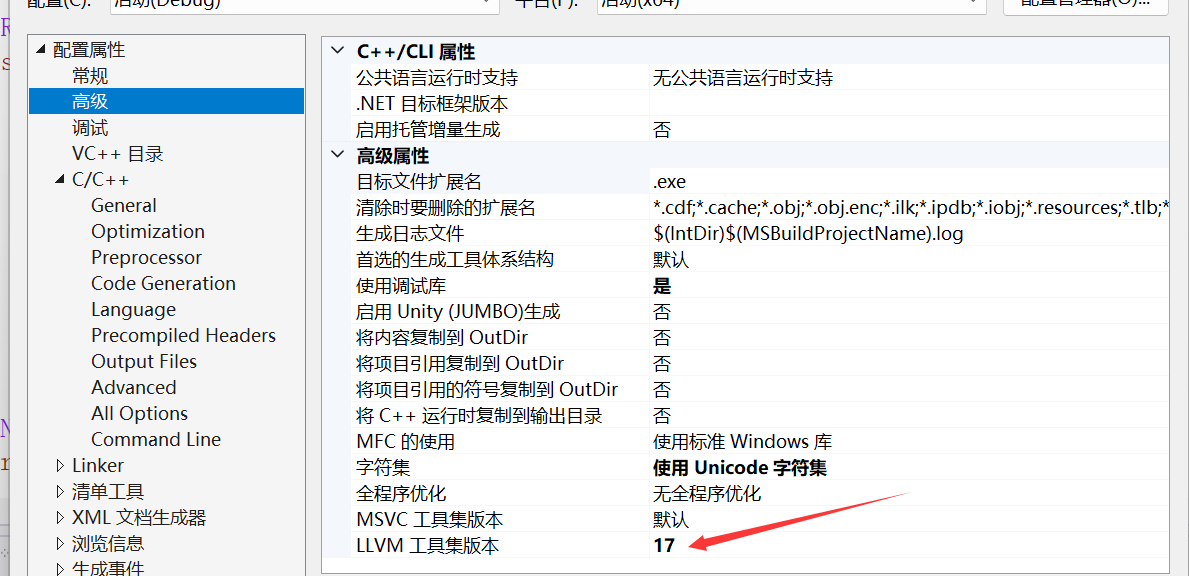 配置(C):
活动(Debug)
平台(P):
活动(x64)
配置管理器(O)...
配置属性
常规
高级
调试
VC++ 目录
C/C++
General
Optimization
Preprocessor
Code Generation
Language
Precompiled Headers
Output Files
Advanced
All Options
Command Line
Linker
清单工具
XML 文档生成器
浏览信息
生成事件
C++/CLI 属性
公共语言运行时支持 无公共语言运行时支持
.NET 目标框架版本
启用托管增量生成 否
高级属性
目标文件扩展名 .exe
清除时要删除的扩展名 *.cdf;*.cache;*.obj;*.obj.enc;*.ilk;*.ipdb;*.iobj;*.resources;*.tlb;*
生成日志文件 $(IntDir)$(MSBuildProjectName).log
首选的生成工具体系结构 默认
使用调试库 是
启用 Unity (JUMBO)生成 否
将内容复制到 OutDir 否
将项目引用复制到 OutDir 否
将项目引用的符号复制到 OutDir 否
将 C++ 运行时复制到输出目录 否
MFC 的使用 使用标准 Windows 库
字符集 使用 Unicode 字符集
全程序优化 无全程序优化
MSVC 工具集版本 默认
LLVM 工具集版本 17